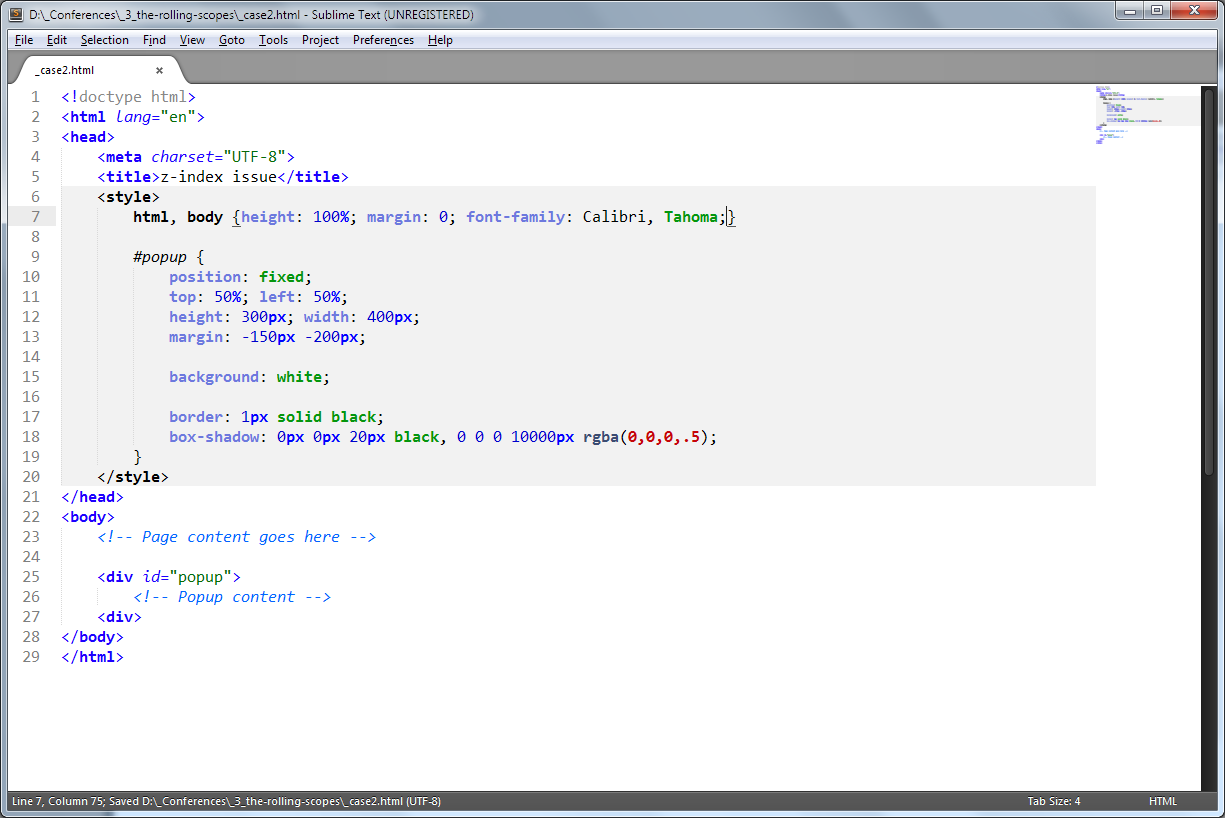 D:\_Conferences\_3_the-rolling-scopes\_case2.html - Sublime Text (UNREGISTERED)
File Edit Selection Find View Goto Tools Project Preferences Help
_case2.html ×
1 <!doctype html>
2 <html lang="en">
3 <head>
4 <meta charset="UTF-8">
5 <title>z-index issue</title>
6 <style>
7 html, body {height: 100%; margin: 0; font-family: Calibri, Tahoma;}
8
9 #popup {
10 position: fixed;
11 top: 50%; left: 50%;
12 height: 300px; width: 400px;
13 margin: -150px -200px;
14
15 background: white;
16
17 border: 1px solid black;
18 box-shadow: 0px 0px 20px black, 0 0 0 10000px rgba(0,0,0,.5);
19 }
20 </style>
21 </head>
22 <body>
23 <!-- Page content goes here -->
24
25 <div id="popup">
26 <!-- Popup content -->
27 <div>
28 </body>
29 </html>
Line 7, Column 75; Saved D:\_Conferences\_3_the-rolling-scopes\_case2.html (UTF-8) Tab Size: 4 HTML